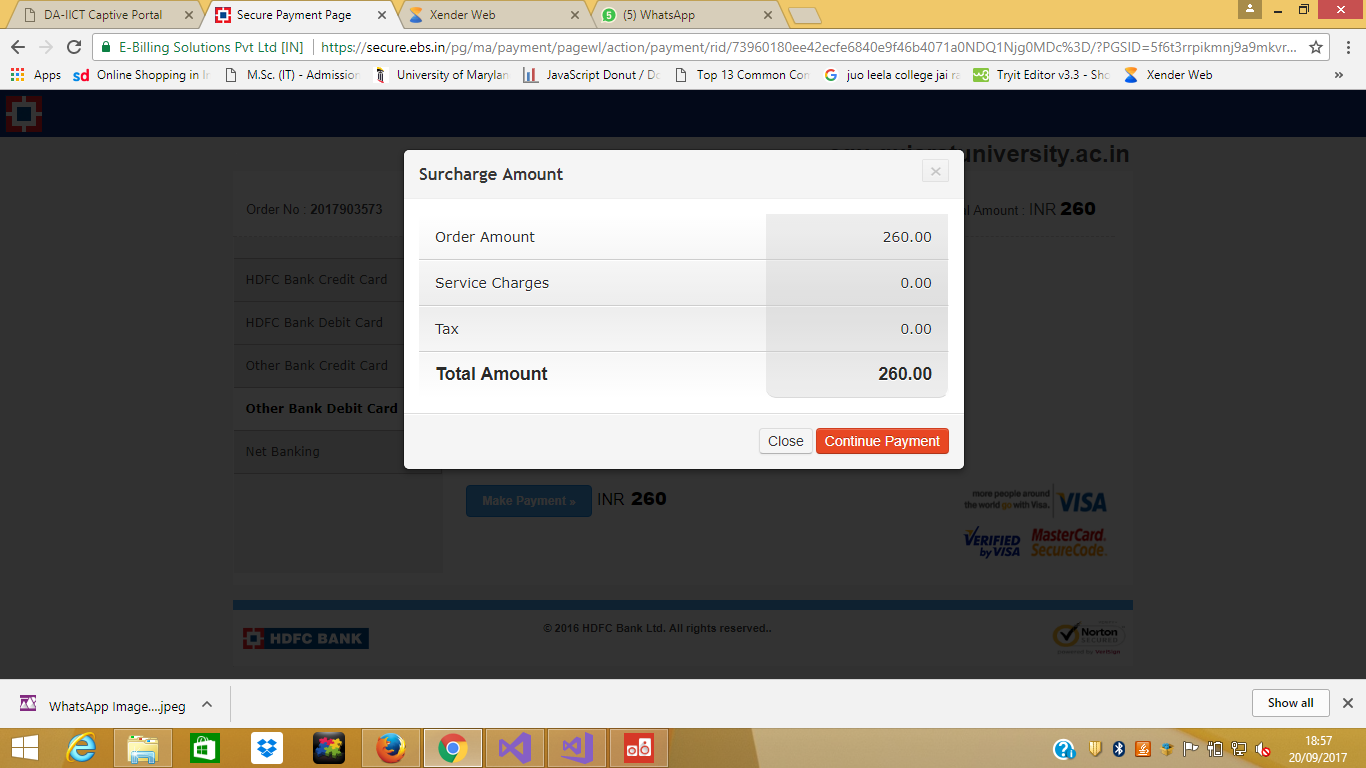 DA-IICT Captive Portal
Secure Payment Page
Xender Web
(5) WhatsApp
E-Billing Solutions Pvt Ltd [IN]
https://secure.ebs.in/pg/ma/payment/pagewl/action/payment/rid/73960180ee42ecfe6840e9f46b4071a0NDQ1Njg0MDc%3D/?PGSID=5f6t3rrpikmnj9a9mkvr...
Apps
sd Online Shopping in In
M.Sc. (IT) - Admission
University of Marylan
JavaScript Donut / Do
Top 13 Common Con
G juo leela college jai ra
w3 Tryit Editor v3.3 - Sho
Xender Web
»
university.ac.in
Surcharge Amount
Order No : 2017903573
Amount : INR 260
Order Amount 260.00
Service Charges 0.00
Tax 0.00
Total Amount 260.00
Close Continue Payment
HDFC Bank Credit Card
HDFC Bank Debit Card
Other Bank Credit Card
Other Bank Debit Card
Net Banking
Make Payment » INR 260
more people around
the world go with Visa. VISA
VERIFIED
by VISA
MasterCard.
SecureCode.
HDFC BANK
© 2016 HDFC Bank Ltd. All rights reserved..
Norton
SECURED
powered by VeriSign
WhatsApp Image....jpeg
Show all
18:57
20/09/2017